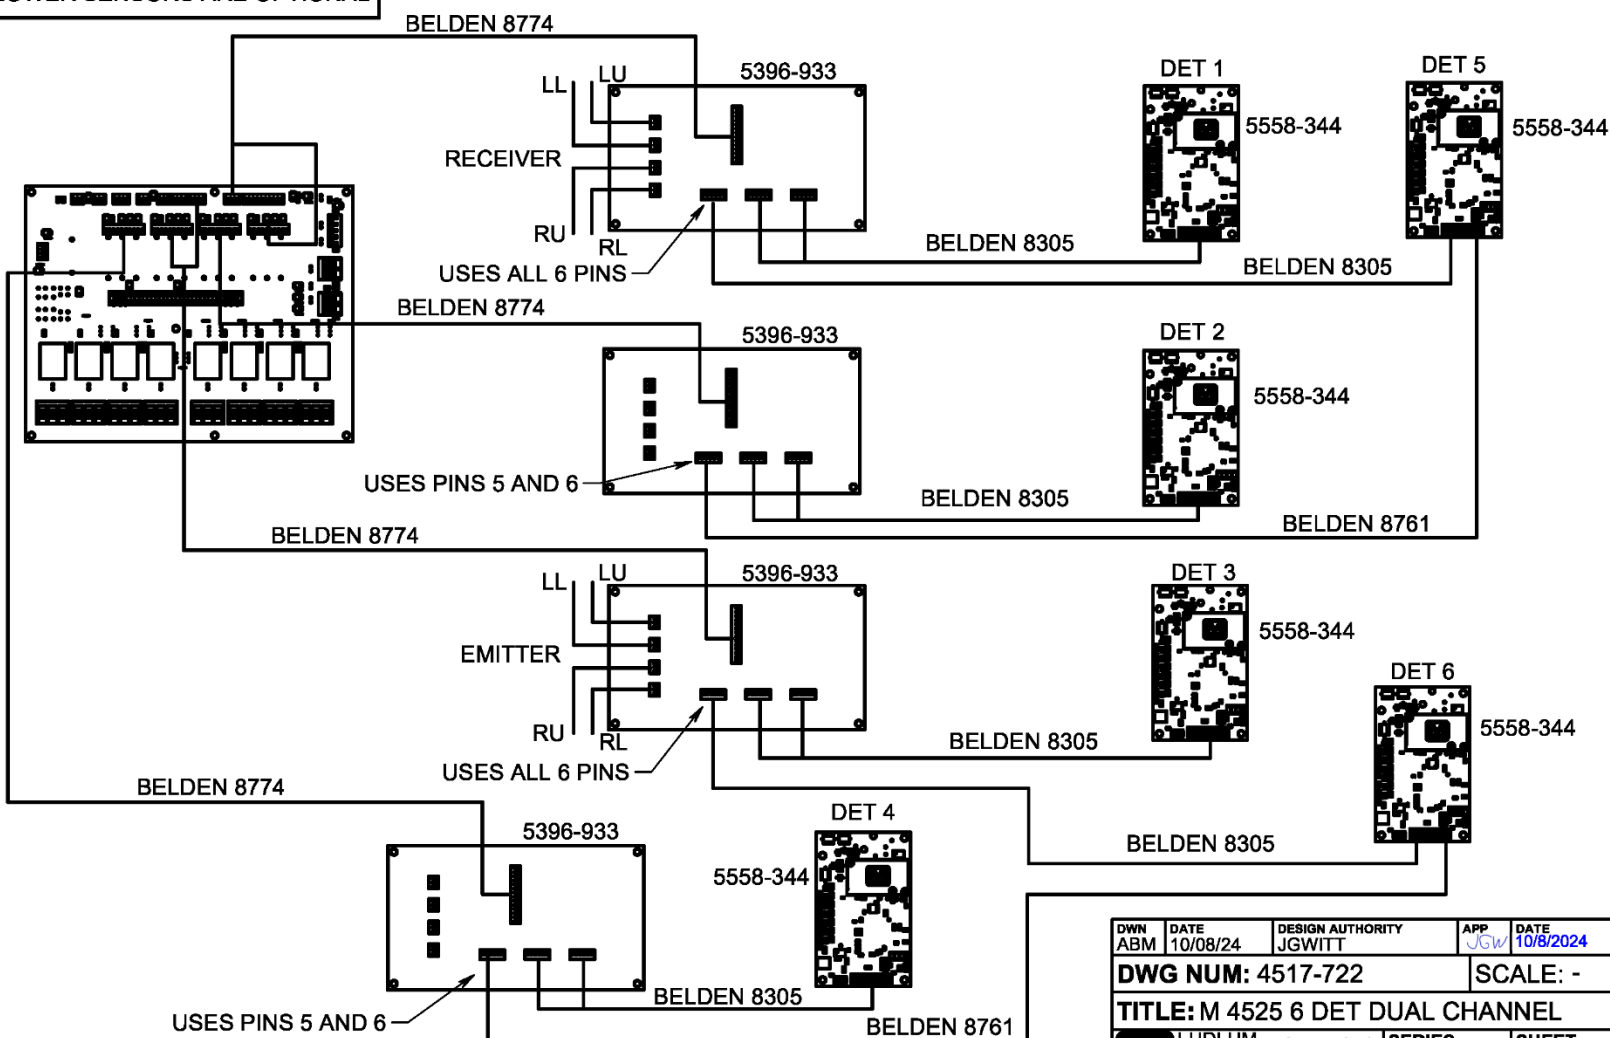 BELDEN 8774
5396-933
LL
LU
RECEIVER
RU
RL
USES ALL 6 PINS
DET 1
5558-344
DET 5
5558-344
BELDEN 8305
BELDEN 8305
BELDEN 8774
5396-933
DET 2
5558-344
USES PINS 5 AND 6
BELDEN 8305
BELDEN 8761
BELDEN 8774
5396-933
LL
LU
EMITTER
RU
RL
USES ALL 6 PINS
DET 3
5558-344
BELDEN 8305
DET 6
5558-344
BELDEN 8305
BELDEN 8774
5396-933
DET 4
5558-344
USES PINS 5 AND 6
BELDEN 8305
BELDEN 8761
DWN DATE DESIGN AUTHORITY APP DATE
ABM 10/08/24 JGWITT JGW 10/8/2024
DWG NUM: 4517-722 SCALE: -
TITLE: M 4525 6 DET DUAL CHANNEL
LUDLUM SERIES SHEET